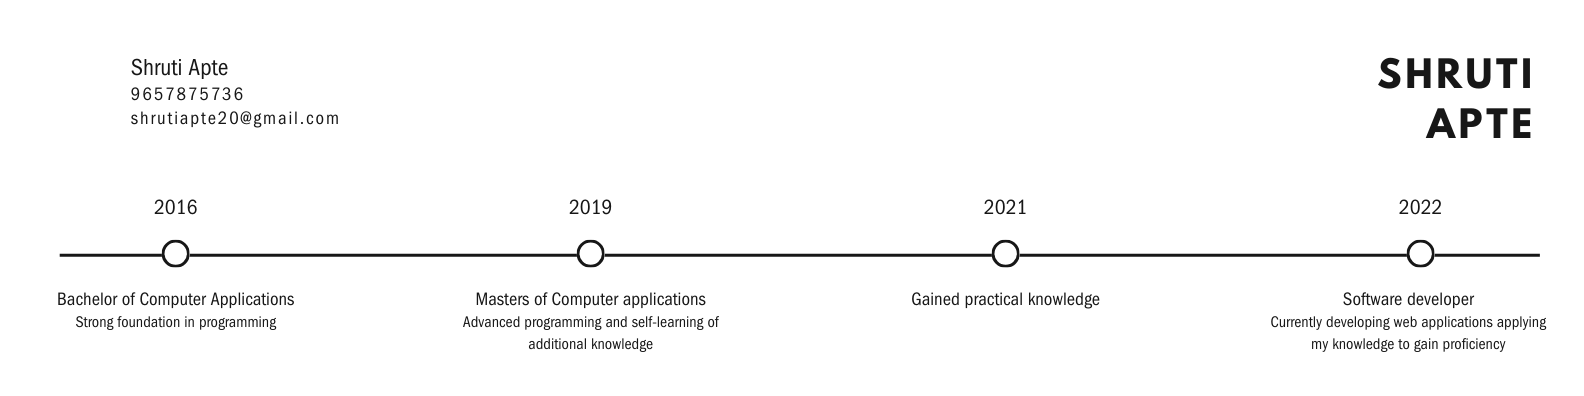 Shruti Apte
9657875736
shrutiapte20@gmail.com
SHRUTI
APTE
2016
Bachelor of Computer Applications
Strong foundation in programming
2019
Masters of Computer applications
Advanced programming and self-learning of
additional knowledge
2021
Gained practical knowledge
2022
Software developer
Currently developing web applications applying
my knowledge to gain proficiency